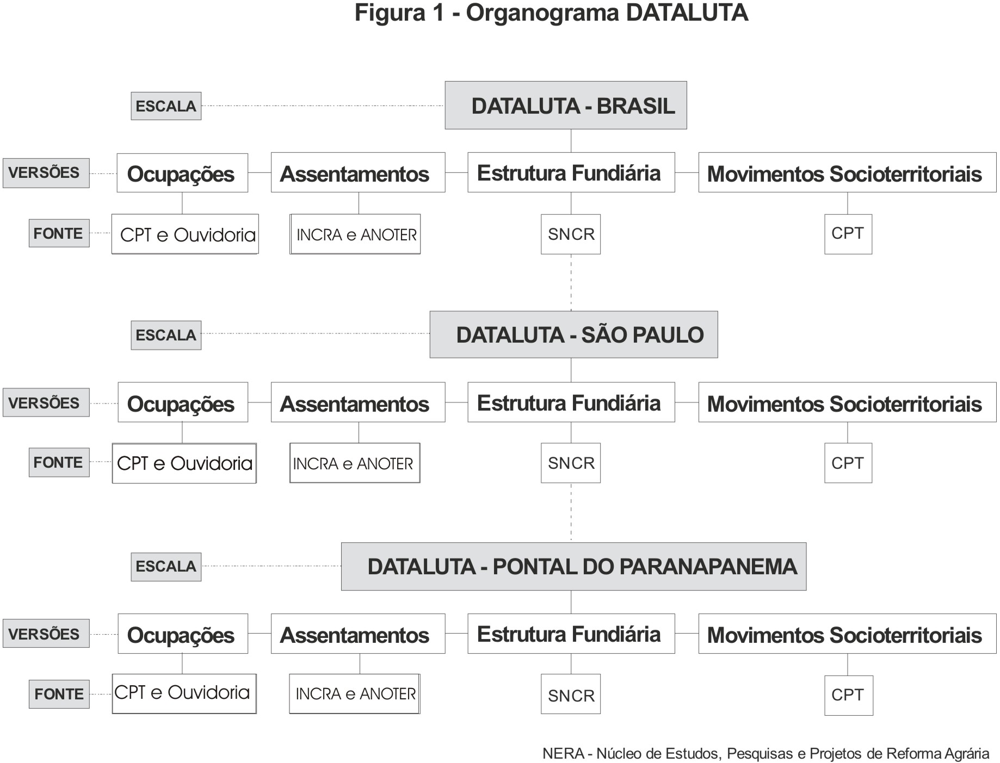 Figura 1 - Organograma DATALUTA
ESCALA
DATALUTA - BRASIL
VERSÕES
Ocupações
Assentamentos
Estrutura Fundiária
Movimentos Socioterritoriais
FONTE
CPT e Ouvidoria
INCRA e ANOTER
SNCR
CPT
ESCALA
DATALUTA - SÃO PAULO
VERSÕES
Ocupações
Assentamentos
Estrutura Fundiária
Movimentos Socioterritoriais
FONTE
CPT e Ouvidoria
INCRA e ANOTER
SNCR
CPT
ESCALA
DATALUTA - PONTAL DO PARANAPANEMA
VERSÕES
Ocupações
Assentamentos
Estrutura Fundiária
Movimentos Socioterritoriais
FONTE
CPT e Ouvidoria
INCRA e ANOTER
SNCR
CPT
NERA - Núcleo de Estudos, Pesquisas e Projetos de Reforma Agrária